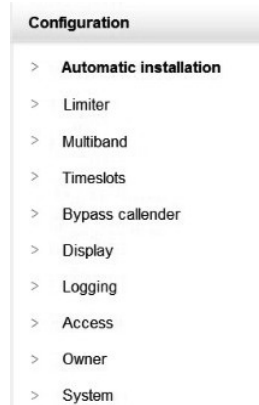 Configuration
> Automatic installation
> Limiter
> Multiband
> Timeslots
> Bypass callender
> Display
> Logging
> Access
> Owner
> System